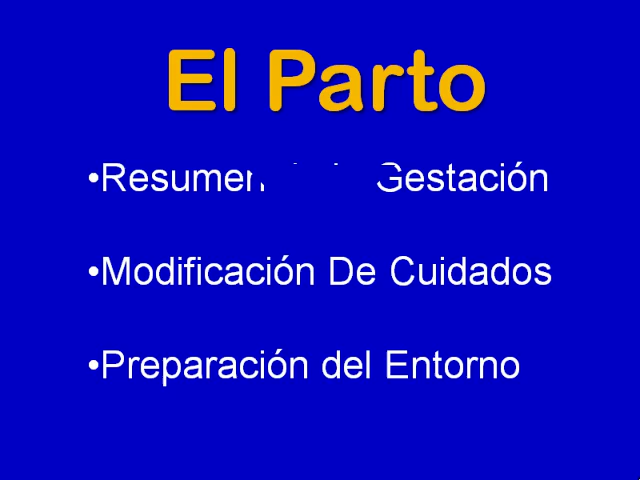 El Parto
•Resumen Gestación
•Modificación De Cuidados
•Preparación del Entorno